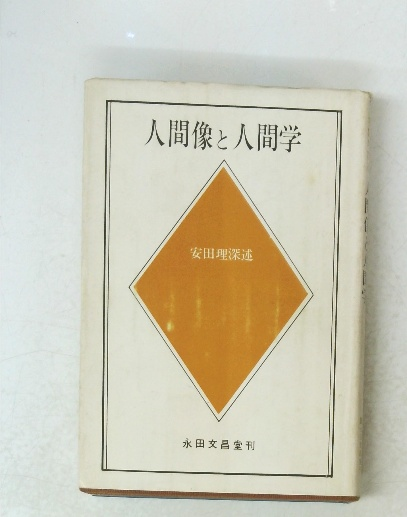 人間像と人間学
安田理深述
永田文昌堂刊